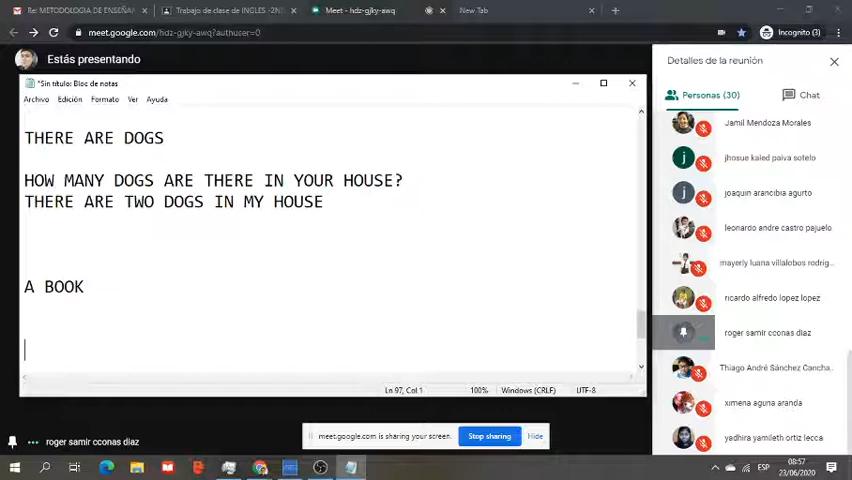 Re: METODOLOGIA DE ENSEÑA
Trabajo de clase de INGLES -2N
Meet - hdz-gjky-awq
New Tab
meet.google.com/hdz-gjky-awq?authuser=0
Incognito (3)
Estás presentando
*Sin título: Bloc de notas
Archivo Edición Formato Ver Ayuda
THERE ARE DOGS
HOW MANY DOGS ARE THERE IN YOUR HOUSE?
THERE ARE TWO DOGS IN MY HOUSE
A BOOK
Ln 97, Col 1 100% Windows (CRLF) UTF-8
roger samir cconas diaz
meet.google.com is sharing your screen. Stop sharing Hide
Detalles de la reunión
Personas (30) Chat
Jamil Mendoza Morales
j jhosue kaled paiva sotelo
j joaquin arancibia agurto
leonardo andre castro pajuelo
mayerly luana villalobos rodrig...
ricardo alfredo lopez lopez
roger samir cconas diaz
Thiago André Sánchez Cancha...
ximena aguna aranda
yadhira yamileth ortiz lecca
ESP
08:57
23/06/2020